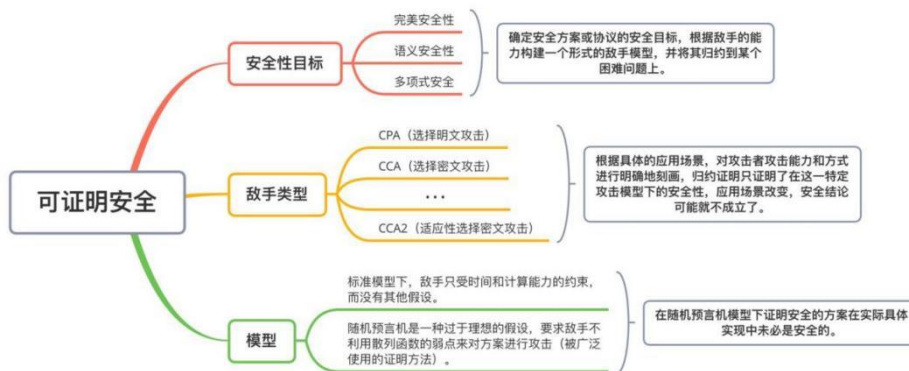 可证明安全
安全性目标
完美安全性
语义安全性
多项式安全
确定安全方案或协议的安全目标，根据敌手的能
力构建一个形式的敌手模型，并将其归约到某个
困难问题上。
敌手类型
CPA（选择明文攻击）
CCA（选择密文攻击）
...
CCA2（适应性选择密文攻击）
根据具体的应用场景，对攻击者攻击能力和方式
进行明确地刻画，归约证明只证明了在这一特定
攻击模型下的安全性，应用场景改变，安全结论
可能就不成立了。
模型
标准模型下，敌手只受时间和计算能力的约束，
而没有其他假设。
随机预言机是一种过于理想的假设，要求敌手不
利用散列函数的弱点来对方案进行攻击（被广泛
使用的证明方法）。
在随机预言机模型下证明安全的方案在实际具体
实现中未必是安全的。